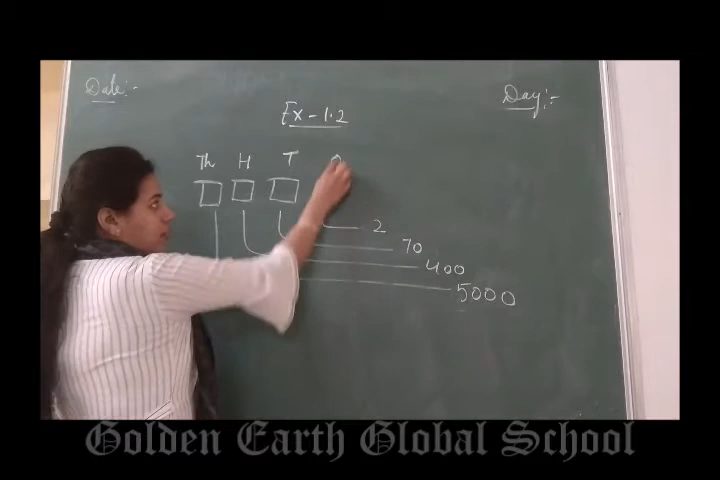 Date:-
Day:-
Ex-1.2
Th H T O
2
70
400
5000
Golden Earth Global School